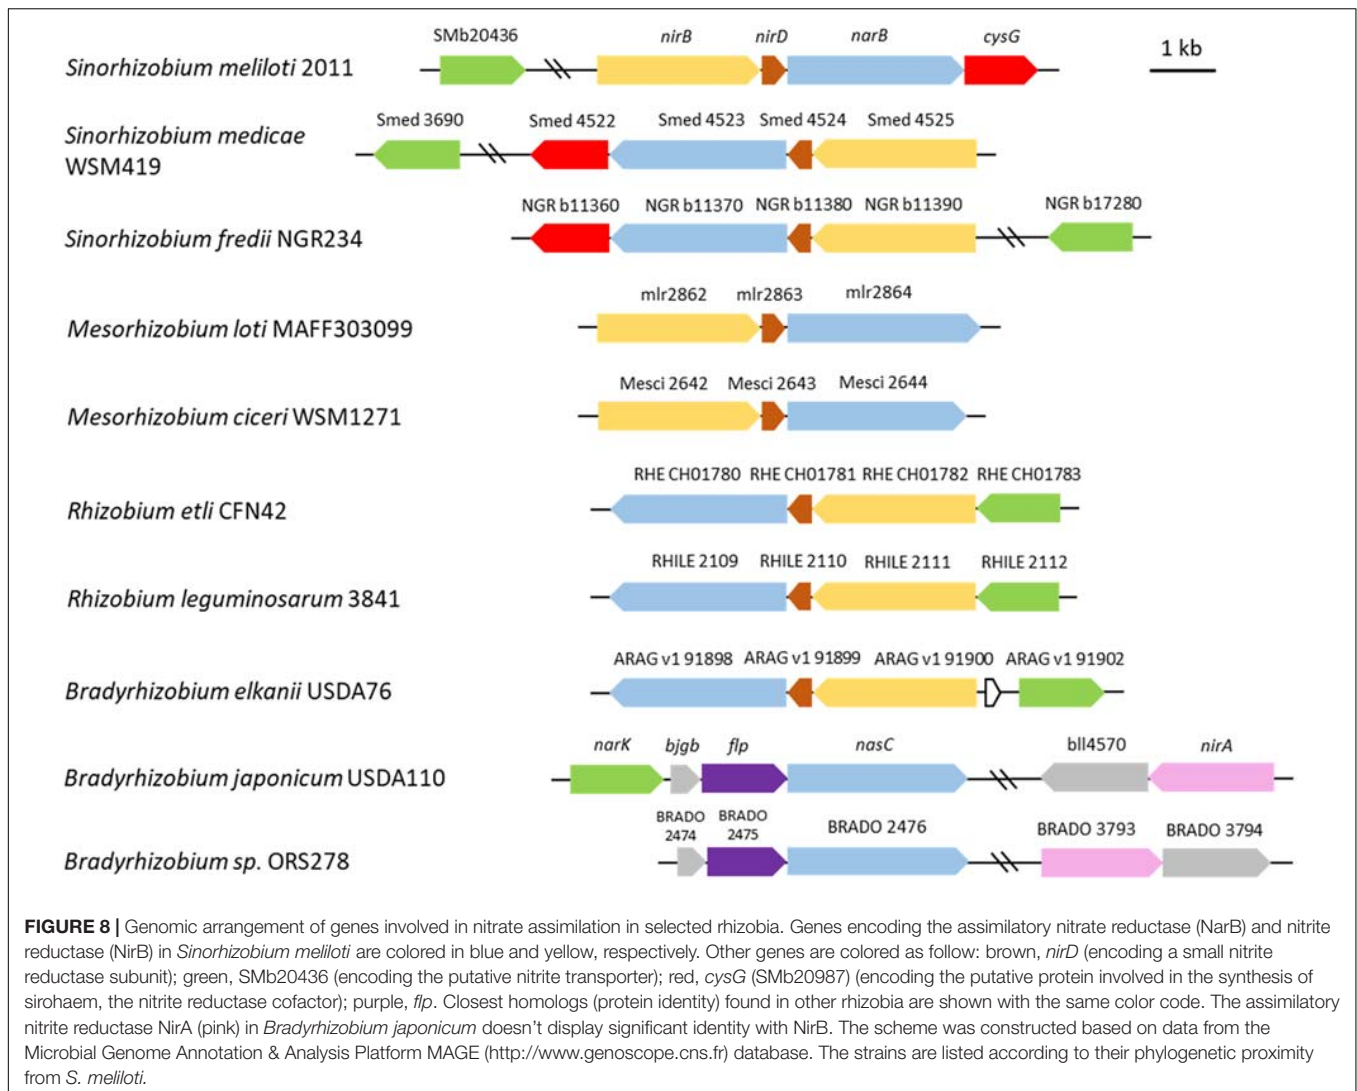 SMb20436 nirB nirD narB cysG
Sinorhizobium meliloti 2011
1 kb
Smed 3690 Smed 4522 Smed 4523 Smed 4524 Smed 4525
Sinorhizobium medicae
WSM419
NGR b11360 NGR b11370 NGR b11380 NGR b11390 NGR b17280
Sinorhizobium fredii NGR234
mlr2862 mlr2863 mlr2864
Mesorhizobium loti MAFF303099
Mesci 2642 Mesci 2643 Mesci 2644
Mesorhizobium ciceri WSM1271
RHE CH01780 RHE CH01781 RHE CH01782 RHE CH01783
Rhizobium etli CFN42
RHILE 2109 RHILE 2110 RHILE 2111 RHILE 2112
Rhizobium leguminosarum 3841
ARAG v1 91898 ARAG v1 91899 ARAG v1 91900 ARAG v1 91902
Bradyrhizobium elkanii USDA76
narK bjgb flp nasC bll4570 nirA
Bradyrhizobium japonicum USDA110
BRADO 2474 BRADO 2475 BRADO 2476 BRADO 3793 BRADO 3794
Bradyrhizobium sp. ORS278
FIGURE 8 | Genomic arrangement of genes involved in nitrate assimilation in selected rhizobia. Genes encoding the assimilatory nitrate reductase (NarB) and nitrite
reductase (NirB) in Sinorhizobium meliloti are colored in blue and yellow, respectively. Other genes are colored as follow: brown, nirD (encoding a small nitrite
reductase subunit); green, SMb20436 (encoding the putative nitrite transporter); red, cysG (SMb20987) (encoding the putative protein involved in the synthesis of
sirohaem, the nitrite reductase cofactor); purple, flp. Closest homologs (protein identity) found in other rhizobia are shown with the same color code. The assimilatory
nitrite reductase NirA (pink) in Bradyrhizobium japonicum doesn't display significant identity with NirB. The scheme was constructed based on data from the
Microbial Genome Annotation & Analysis Platform MAGE (http://www.genoscope.cns.fr) database. The strains are listed according to their phylogenetic proximity
from S. meliloti.